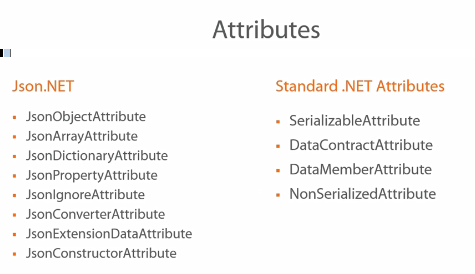 Attributes
Json.NET
JsonObjectAttribute
JsonArrayAttribute
JsonDictionaryAttribute
JsonPropertyAttribute
JsonIgnoreAttribute
JsonConverterAttribute
JsonExtensionDataAttribute
JsonConstructorAttribute
Standard .NET Attributes
SerializableAttribute
DataContractAttribute
DataMemberAttribute
NonSerializedAttribute